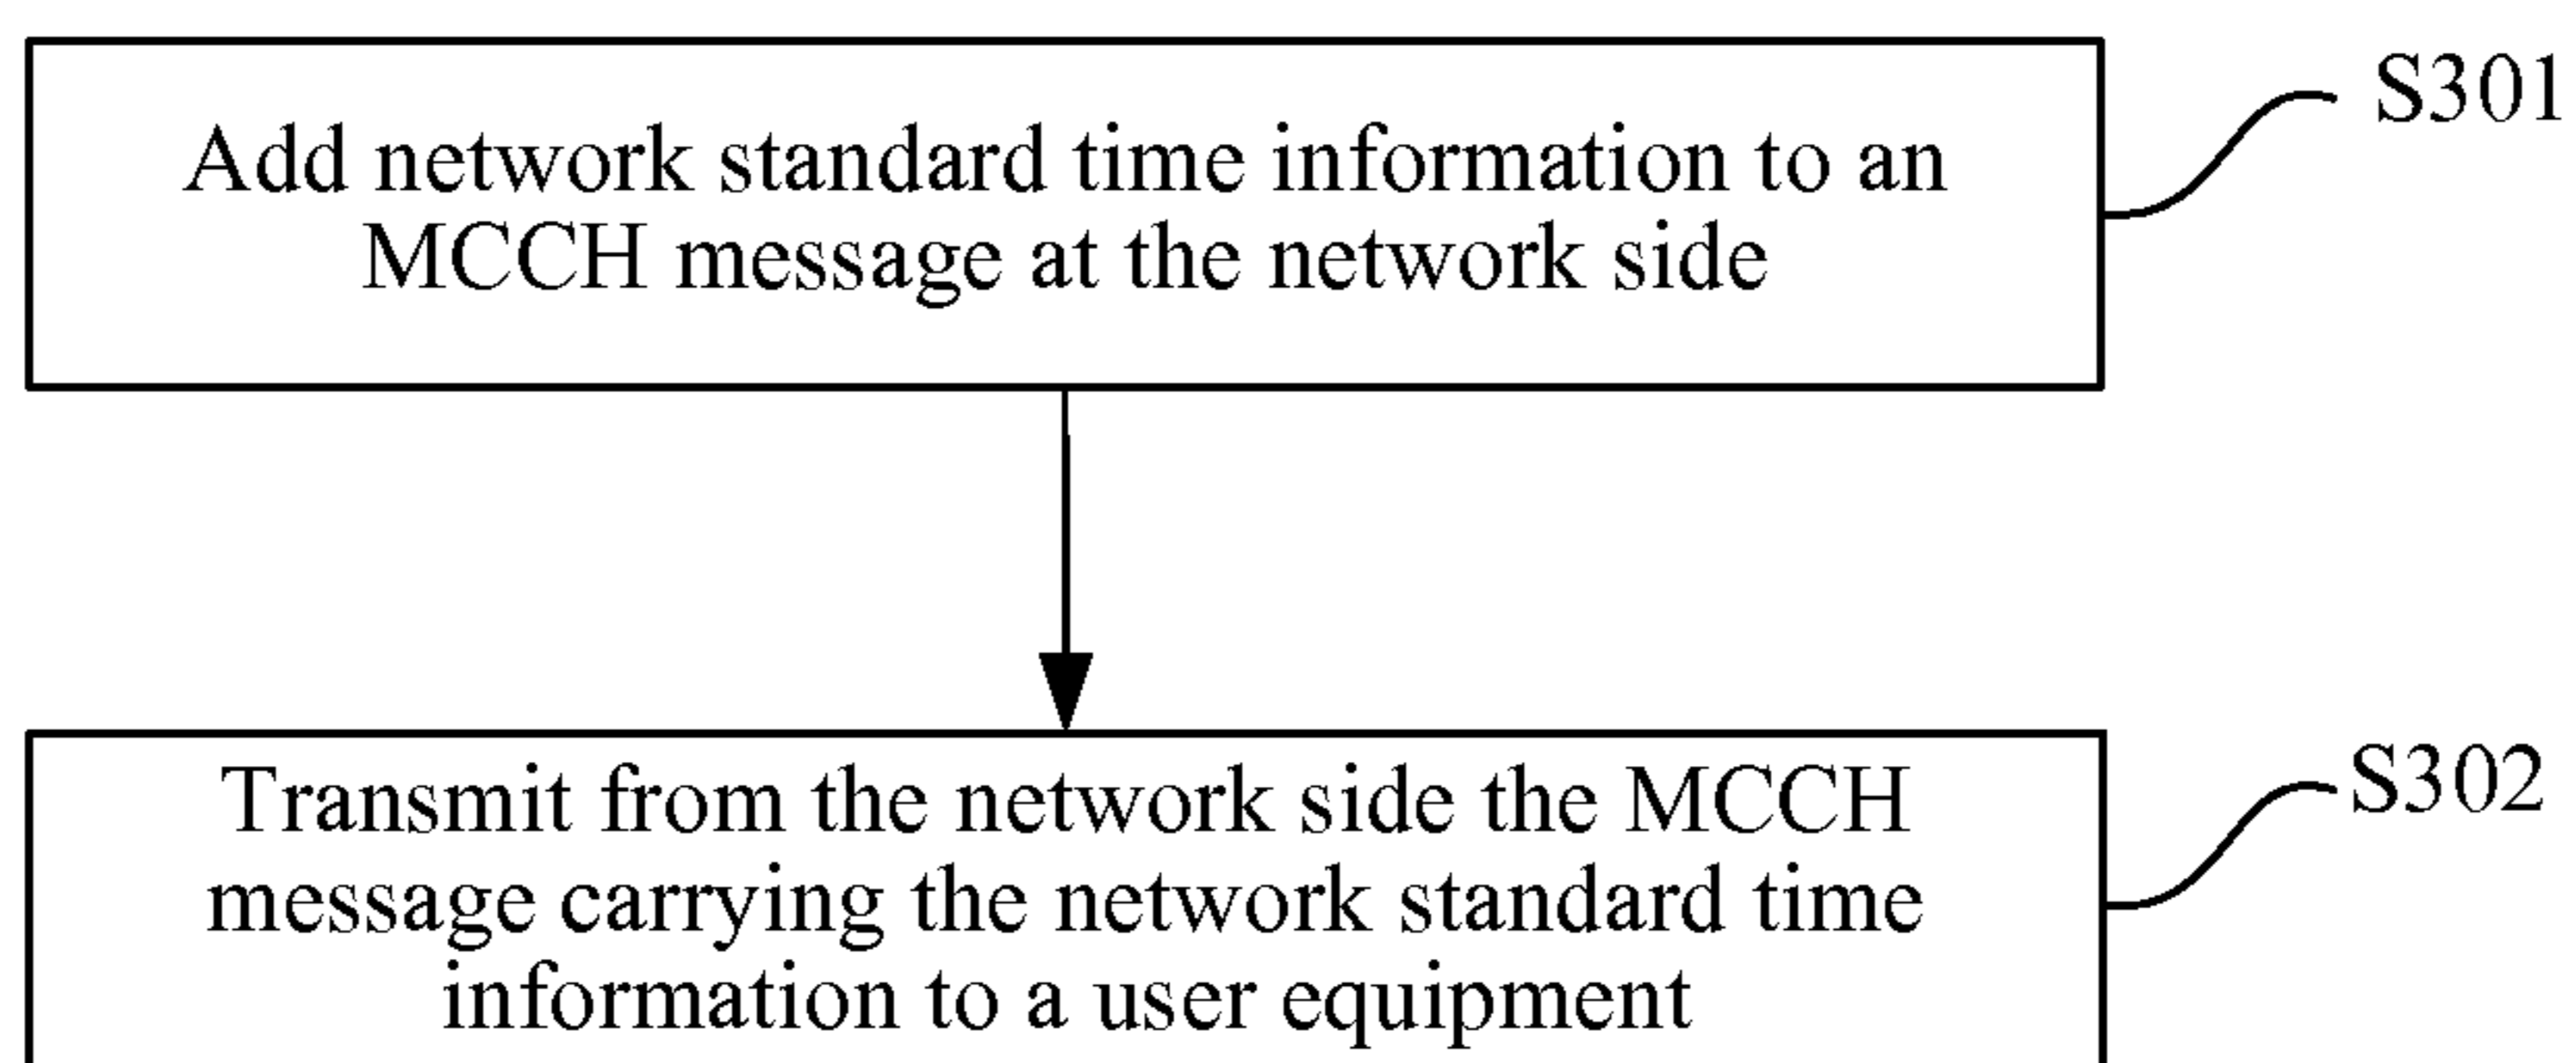 Add network standard time information to an
MCCH message at the network side
S301
Transmit from the network side the MCCH
message carrying the network standard time
information to a user equipment
S302